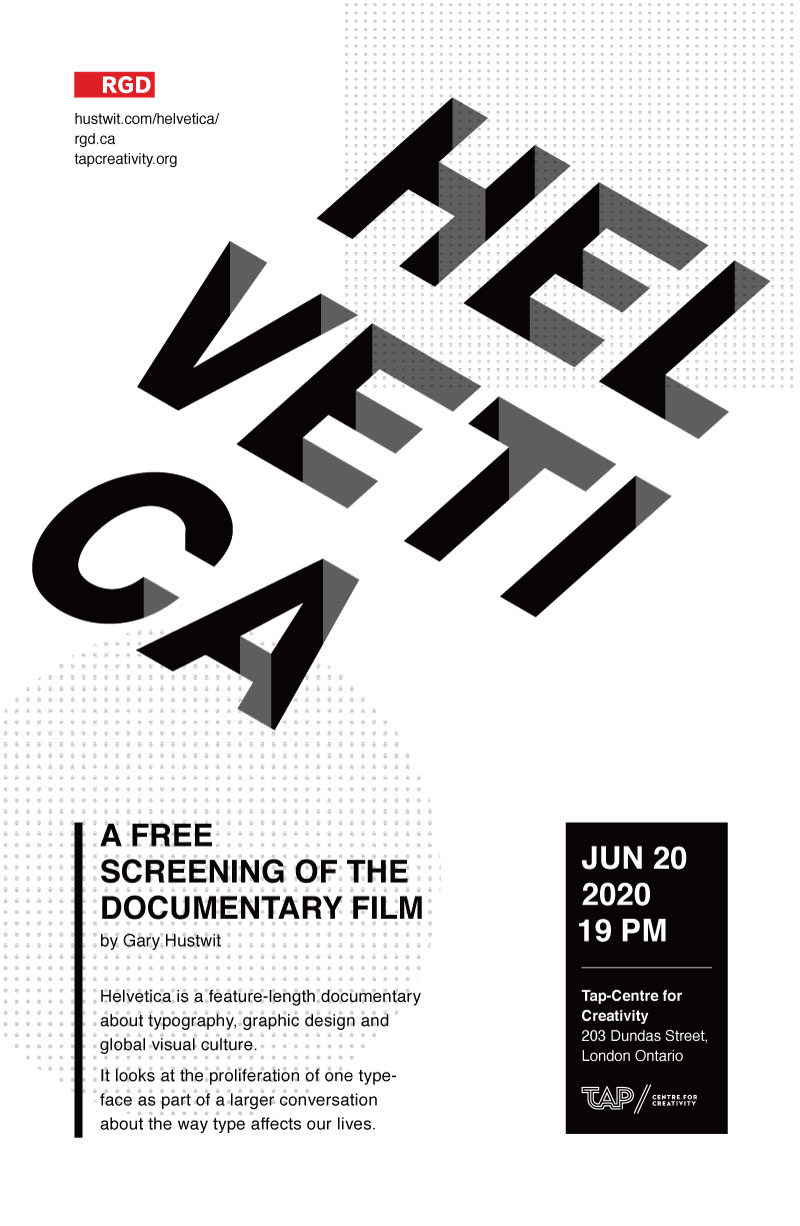 RGD
hustwit.com/helvetica/
rgd.ca
tapcreativity.org
HEL
VETI
CA
A FREE
SCREENING OF THE
DOCUMENTARY FILM
by Gary Hustwit
Helvetica is a feature-length documentary
about typography, graphic design and
global visual culture.
It looks at the proliferation of one type-
face as part of a larger conversation
about the way type affects our lives.
JUN 20
2020
19 PM
Tap-Centre for
Creativity
203 Dundas Street,
London Ontario
TAP
CENTRE FOR
CREATIVITY